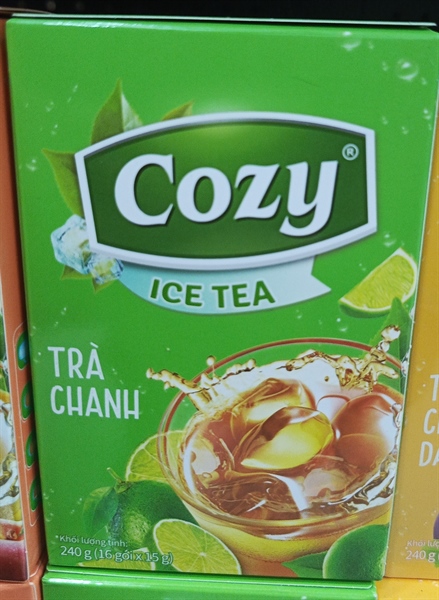 Cozy®
ICE TEA
TRÀ
CHANH
*Khối lượng tịnh:
240 g (16 gói x 15 g)
240 g